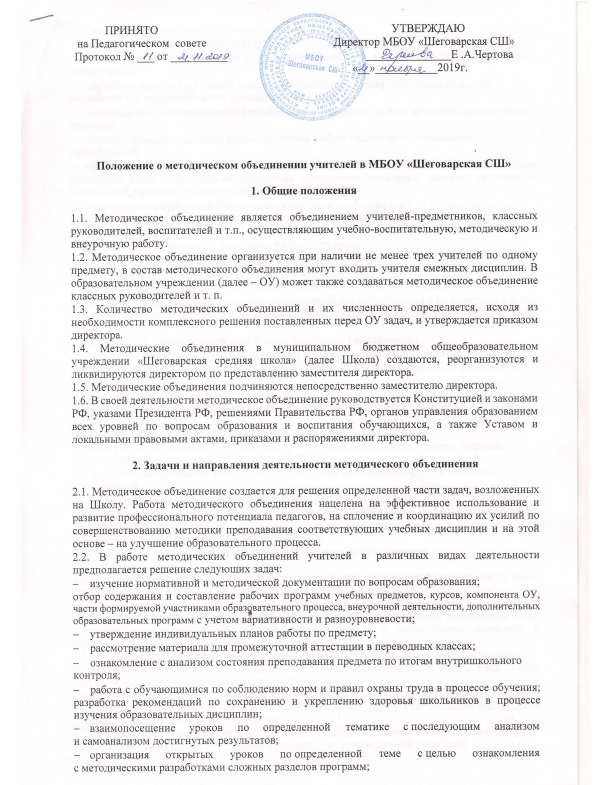 ПРИНЯТО
на Педагогическом совете
Протокол № 11 от 21.11.2019
УТВЕРЖДАЮ
Директор МБОУ «Шеговарская СШ»
Е .А.Чертова
«21» ноября 2019г.
МБОУ
«Шеговарская СШ»
Положение о методическом объединении учителей в МБОУ «Шеговарская СШ»
1. Общие положения
1.1. Методическое объединение является объединением учителей-предметников, классных
руководителей, воспитателей и т.п., осуществляющим учебно-воспитательную, методическую и
внеурочную работу.
1.2. Методическое объединение организуется при наличии не менее трех учителей по одному
предмету, в состав методического объединения могут входить учителя смежных дисциплин. В
образовательном учреждении (далее – ОУ) может также создаваться методическое объединение
классных руководителей и т. п.
1.3. Количество методических объединений и их численность определяется, исходя из
необходимости комплексного решения поставленных перед ОУ задач, и утверждается приказом
директора.
1.4. Методические объединения в муниципальном бюджетном общеобразовательном
учреждении «Шеговарская средняя школа» (далее Школа) создаются, реорганизуются и
ликвидируются директором по представлению заместителя директора.
1.5. Методические объединения подчиняются непосредственно заместителю директора.
1.6. В своей деятельности методическое объединение руководствуется Конституцией и законами
РФ, указами Президента РФ, решениями Правительства РФ, органов управления образованием
всех уровней по вопросам образования и воспитания обучающихся, а также Уставом и
локальными правовыми актами, приказами и распоряжениями директора.
2. Задачи и направления деятельности методического объединения
2.1. Методическое объединение создается для решения определенной части задач, возложенных
на Школу. Работа методического объединения нацелена на эффективное использование и
развитие профессионального потенциала педагогов, на сплочение и координацию их усилий по
совершенствованию методики преподавания соответствующих учебных дисциплин и на этой
основе – на улучшение образовательного процесса.
2.2. В работе методических объединений учителей в различных видах деятельности
предполагается решение следующих задач:
– изучение нормативной и методической документации по вопросам образования;
отбор содержания и составление рабочих программ учебных предметов, курсов, компонента ОУ,
части формируемой участниками образовательного процесса, внеурочной деятельности, дополнительных
образовательных программ с учетом вариативности и разноуровневости;
– утверждение индивидуальных планов работы по предмету;
– рассмотрение материала для промежуточной аттестации в переводных классах;
– ознакомление с анализом состояния преподавания предмета по итогам внутришкольного
контроля;
– работа с обучающимися по соблюдению норм и правил охраны труда в процессе обучения;
разработка рекомендаций по сохранению и укреплению здоровья школьников в процессе
изучения образовательных дисциплин;
– взаимопосещение уроков по определенной тематике с последующим анализом
и самоанализом достигнутых результатов;
– организация открытых уроков по определенной теме с целью ознакомления
с методическими разработками сложных разделов программ;